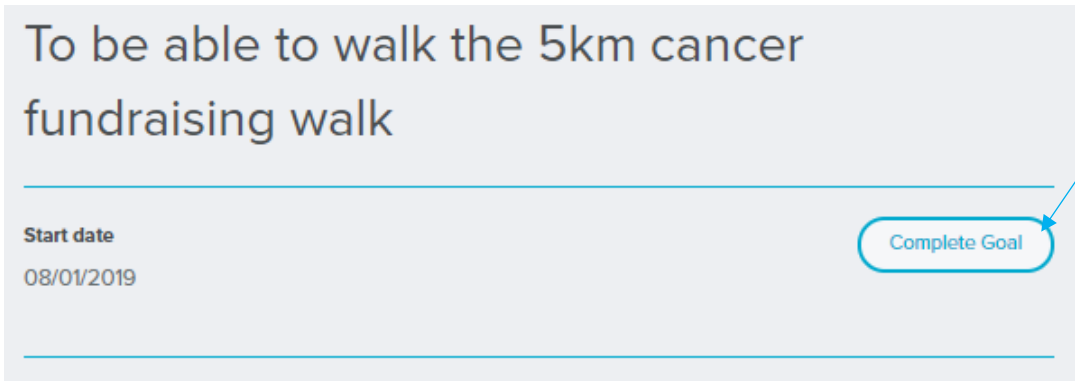 To be able to walk the 5km cancer
fundraising walk
Start date
Complete Goal
08/01/2019